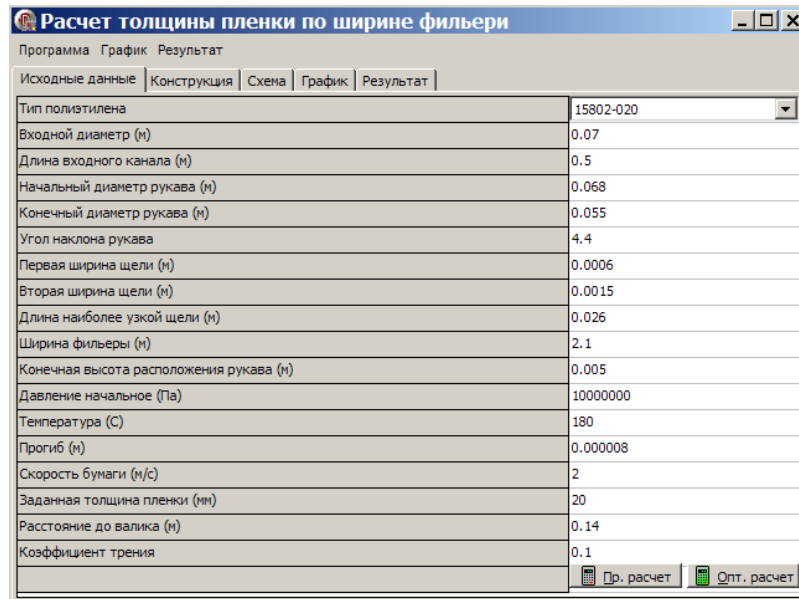 Расчет толщины пленки по ширине фильери
Программа График Результат
Исходные данные Конструкция Схема График Результат
Тип полиэтилена 15802-020
Входной диаметр (м) 0.07
Длина входного канала (м) 0.5
Начальный диаметр рукава (м) 0.068
Конечный диаметр рукава (м) 0.055
Угол наклона рукава 4.4
Первая ширина щели (м) 0.0006
Вторая ширина щели (м) 0.0015
Длина наиболее узкой щели (м) 0.026
Ширина фильеры (м) 2.1
Конечная высота расположения рукава (м) 0.005
Давление начальное (Па) 10000000
Температура (С) 180
Прогиб (м) 0.000008
Скорость бумаги (м/с) 2
Заданная толщина пленки (мм) 20
Расстояние до валика (м) 0.14
Коэффициент трения 0.1
Пр. расчет Опт. расчет